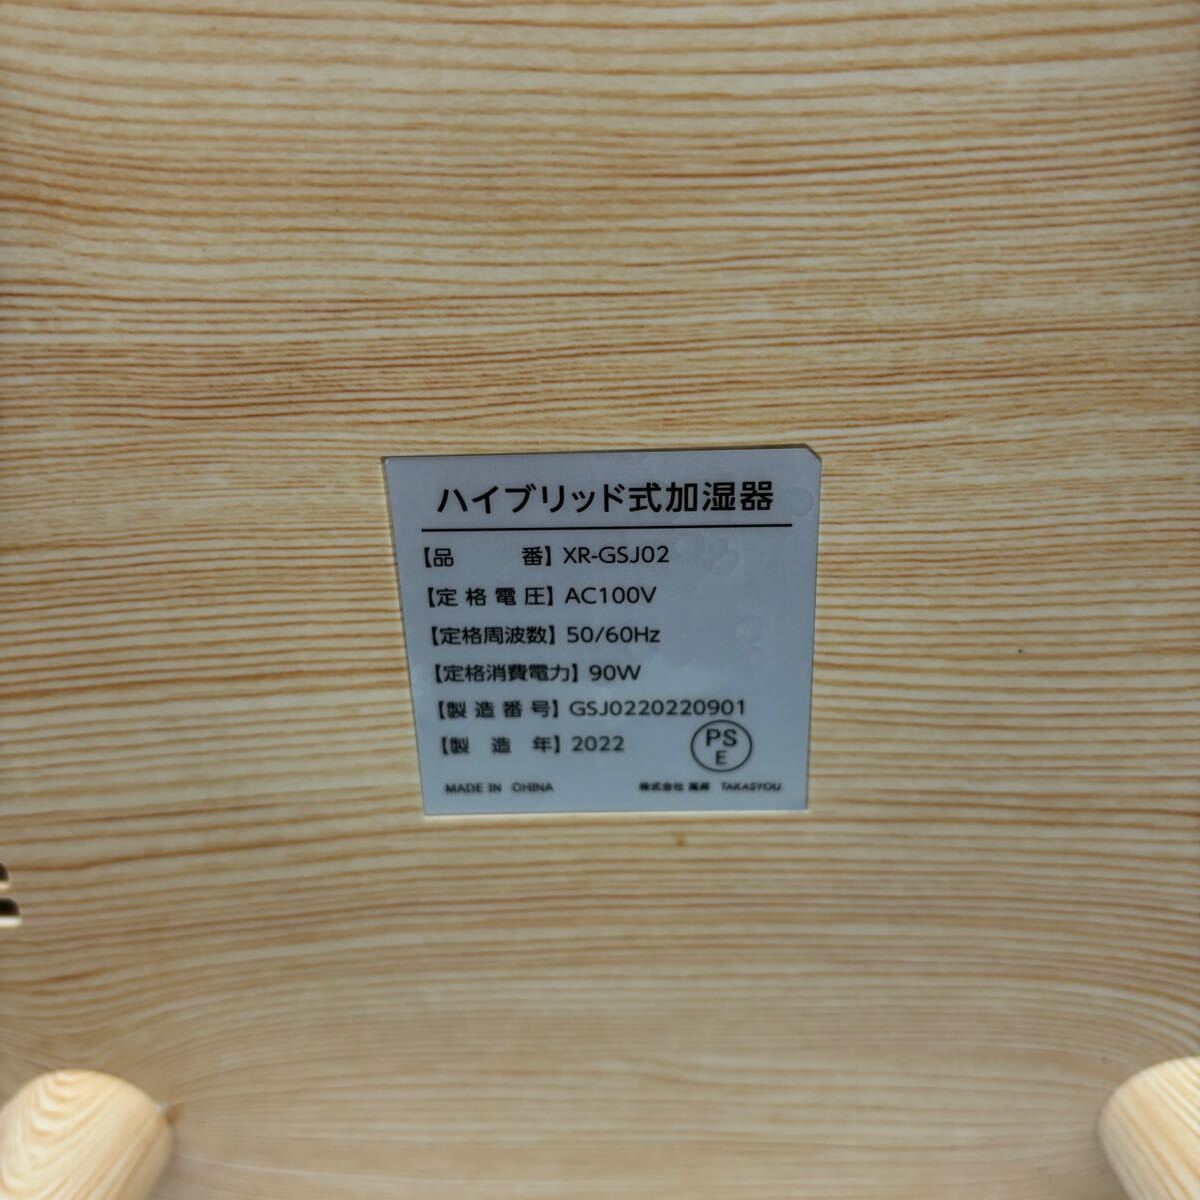 ハイブリッド式加湿器
【品 番】XR-GSJ02
【定格電圧】AC100V
【定格周波数】50/60Hz
【定格消費電力】90W
【製造番号】GSJ0220220901
【製造年】2022
PS
E
MADE IN CHINA
株式会社 TAKASYOU